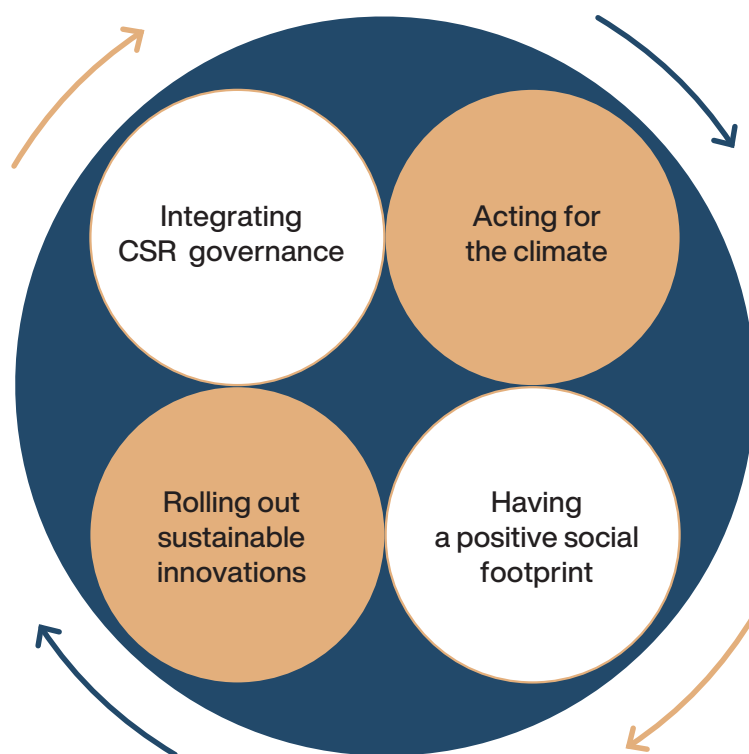 Integrating
CSR governance
Acting for
the climate
Rolling out
sustainable
innovations
Having
a positive social
footprint